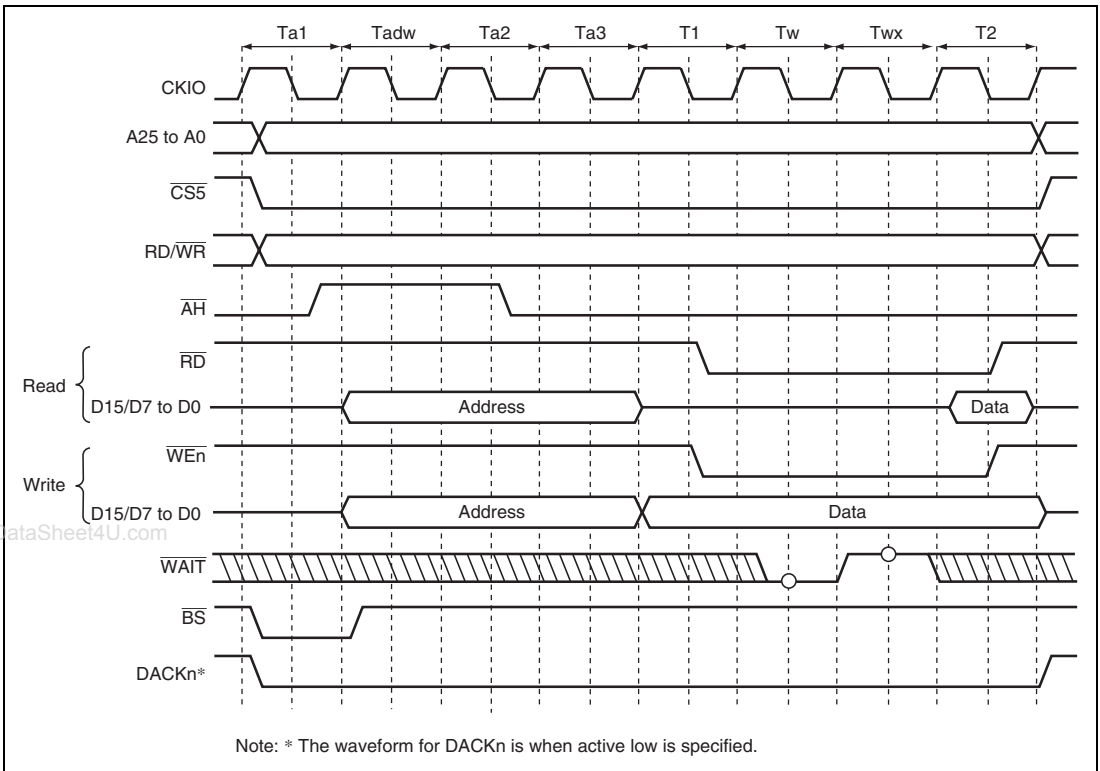 Ta1 Tadw Ta2 Ta3 T1 Tw Twx T2
CKIO
A25 to A0
CS5
RD/WR
AH
RD
Read
D15/D7 to D0 Address Data
WEn
Write
D15/D7 to D0 Address Data
DataSheet4U.com
WAIT
BS
DACKn*
Note: * The waveform for DACKn is when active low is specified.